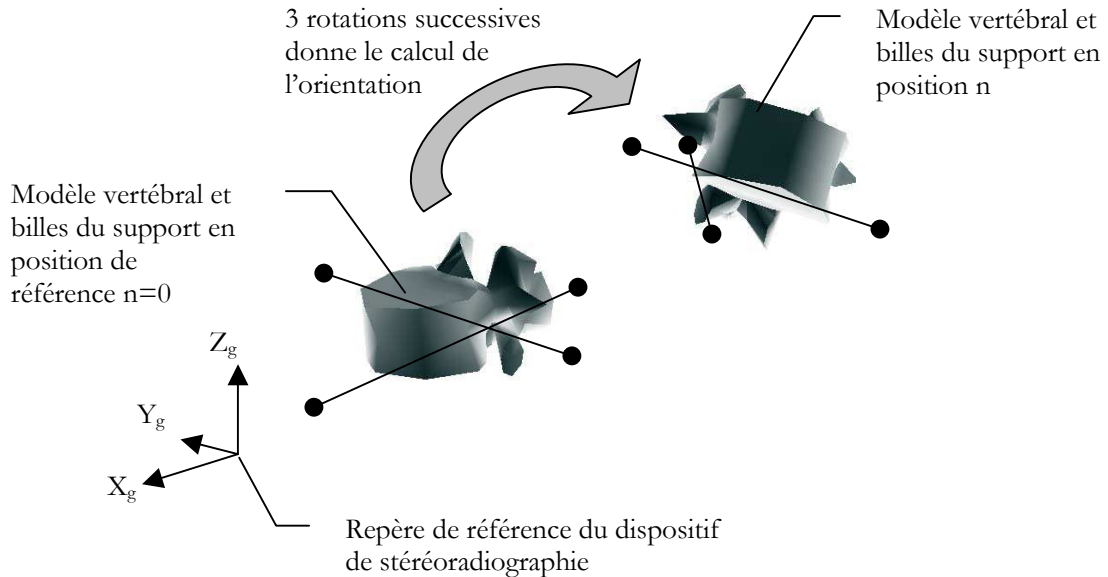 3 rotations successives
donne le calcul de
l'orientation
Modèle vertébral et
billes du support en
position n
Modèle vertébral et
billes du support en
position de
référence n=0
Zg
Yg
Xg
Repère de référence du dispositif
de stéréoradiographie